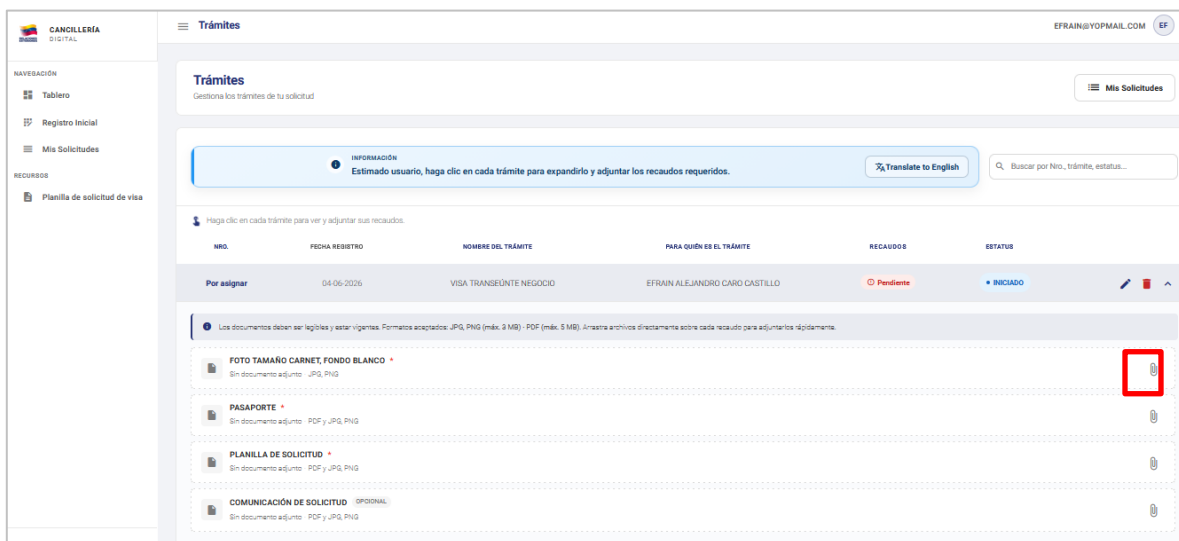 CANCILLERÍA
DIGITAL
Trámites
EFRAIN@YOPMAIL.COM EF
NAVEGACIÓN
Tablero
Registro Inicial
Mis Solicitudes
RECURSOS
Planilla de solicitud de visa
Trámites
Gestiona los trámites de tu solicitud
Mis Solicitudes
INFORMACIÓN
Estimado usuario, haga clic en cada trámite para expandirlo y adjuntar los recaudos requeridos.
Translate to English
Buscar por Nro., trámite, estatus...
Haga clic en cada trámite para ver y adjuntar sus recaudos.
NRO. FECHA REGISTRO NOMBRE DEL TRÁMITE PARA QUIÉN ES EL TRÁMITE RECAUDOS ESTATUS
Por asignar 04-06-2026 VISA TRANSEÚNTE NEGOCIO EFRAIN ALEJANDRO CARO CASTILLO Pendiente • INICIADO
Los documentos deben ser legibles y estar vigentes. Formatos aceptados: JPG, PNG (máx. 3 MB) · PDF (máx. 5 MB). Arrastra archivos directamente sobre cada recaudo para adjuntarlos rápidamente.
FOTO TAMAÑO CARNET, FONDO BLANCO *
Sin documento adjunto · JPG, PNG
PASAPORTE *
Sin documento adjunto · PDF y JPG, PNG
PLANILLA DE SOLICITUD *
Sin documento adjunto · PDF y JPG, PNG
COMUNICACIÓN DE SOLICITUD OPCIONAL
Sin documento adjunto · PDF y JPG, PNG